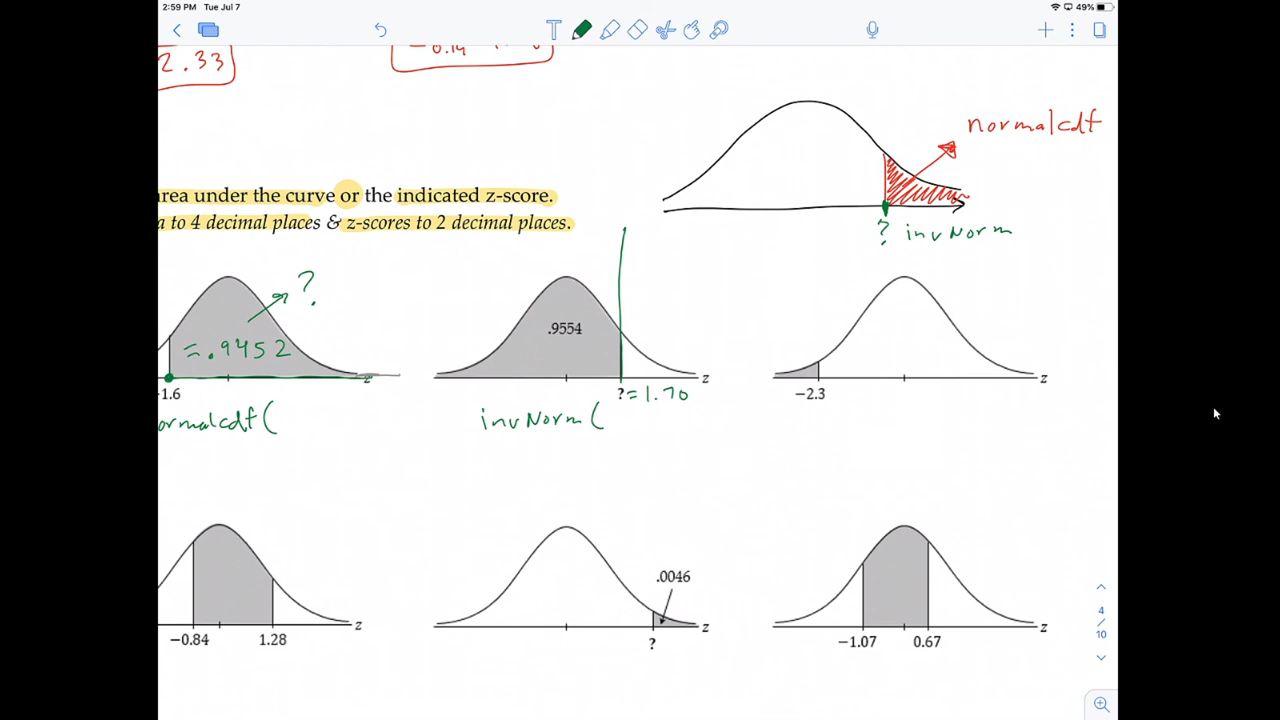 2:59 PM Tue Jul 7
49%
T
2.33
-0.14
normalcdf
area under the curve or the indicated z-score.
a to 4 decimal places & z-scores to 2 decimal places.
? invNorm
?
= .9452
.9554
z
z
z
-1.6
? = 1.70
−2.3
ormalcdf(
invNorm(
.0046
z
z
z
−0.84 1.28
?
−1.07 0.67
4
/
10